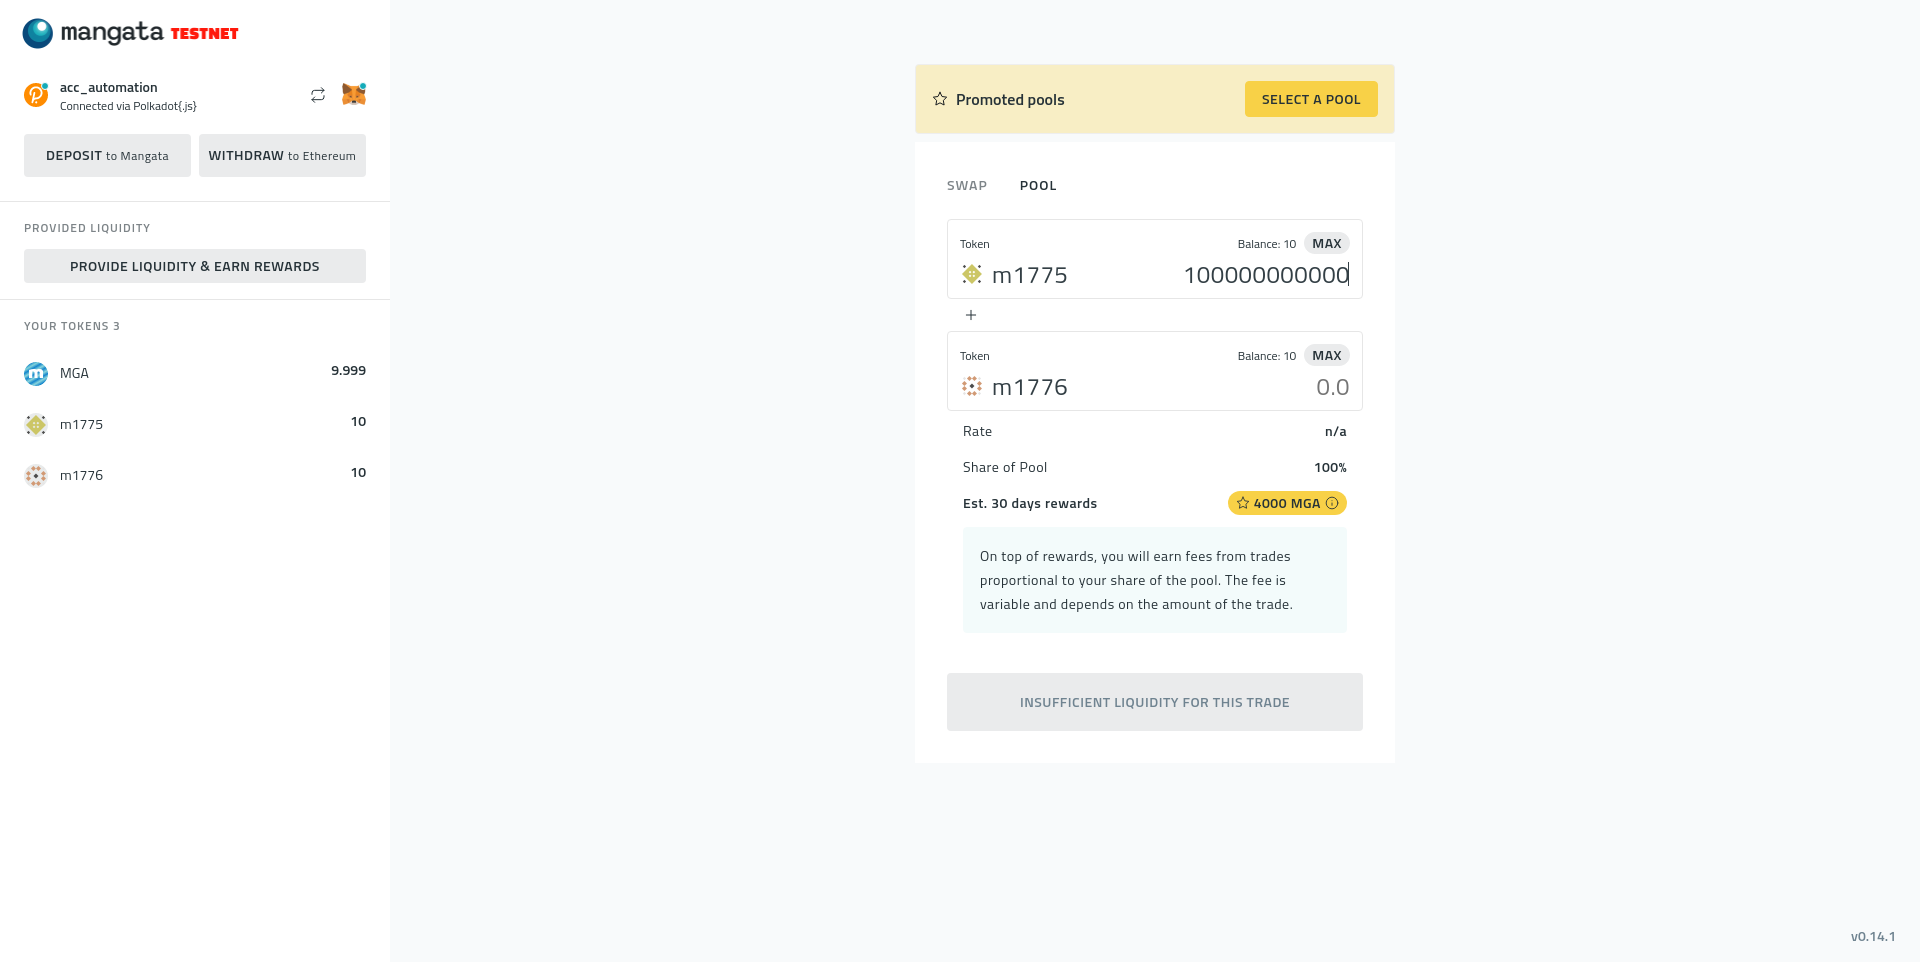 mangata TESTNET
acc_automation
Connected via Polkadot{.js}
DEPOSIT to Mangata
WITHDRAW to Ethereum
PROVIDED LIQUIDITY
PROVIDE LIQUIDITY & EARN REWARDS
YOUR TOKENS 3
MGA 9.999
m1775 10
m1776 10
Promoted pools
SELECT A POOL
SWAP POOL
Token Balance: 10 MAX
m1775 100000000000
+
Token Balance: 10 MAX
m1776 0.0
Rate n/a
Share of Pool 100%
Est. 30 days rewards 4000 MGA
On top of rewards, you will earn fees from trades
proportional to your share of the pool. The fee is
variable and depends on the amount of the trade.
INSUFFICIENT LIQUIDITY FOR THIS TRADE
v0.14.1